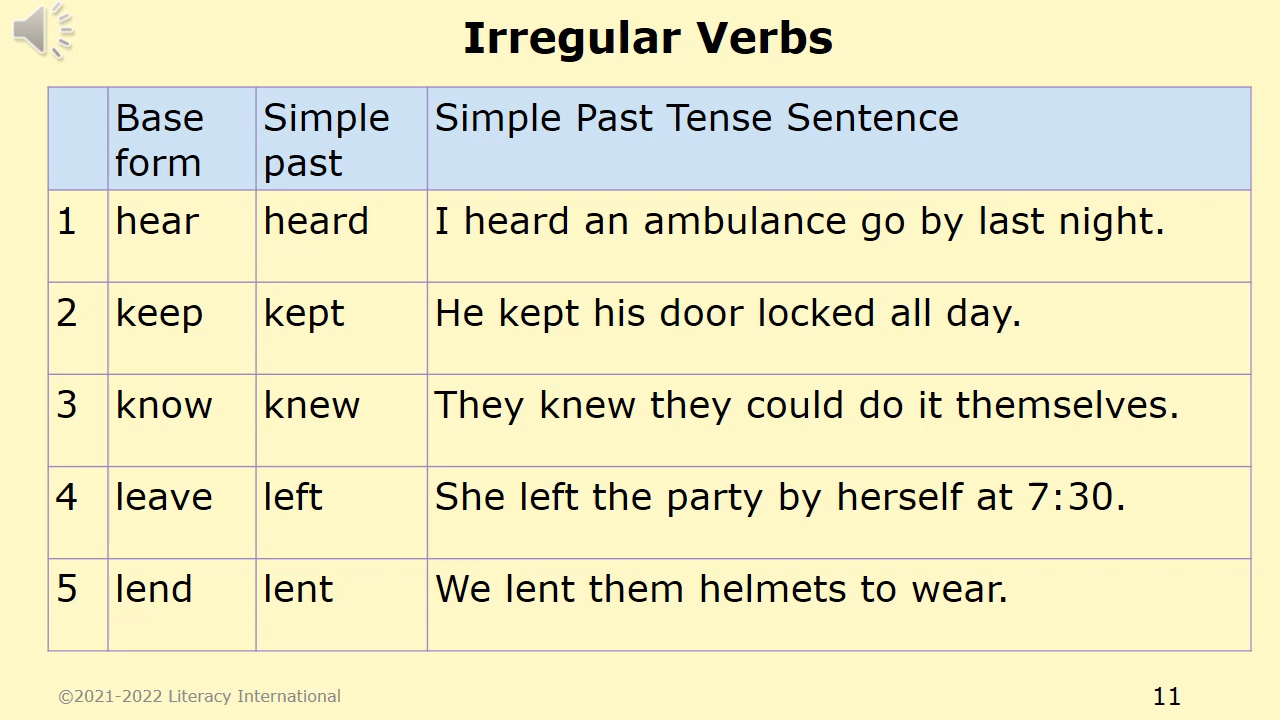 Irregular Verbs
Base form Simple past Simple Past Tense Sentence
1 hear heard I heard an ambulance go by last night.
2 keep kept He kept his door locked all day.
3 know knew They knew they could do it themselves.
4 leave left She left the party by herself at 7:30.
5 lend lent We lent them helmets to wear.
©2021-2022 Literacy International 11